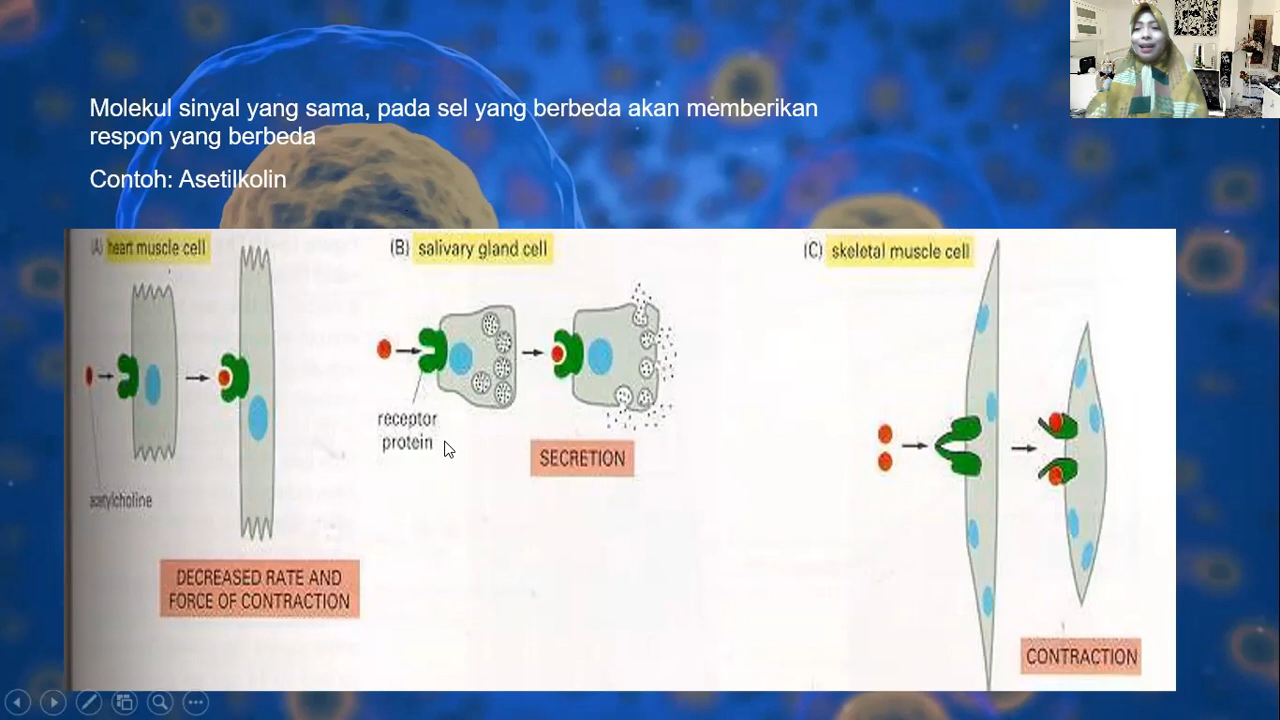 Molekul sinyal yang sama, pada sel yang berbeda akan memberikan
respon yang berbeda
Contoh: Asetilkolin
(A) heart muscle cell
(B) salivary gland cell
(C) skeletal muscle cell
receptor
protein
acetylcholine
SECRETION
DECREASED RATE AND
FORCE OF CONTRACTION
CONTRACTION